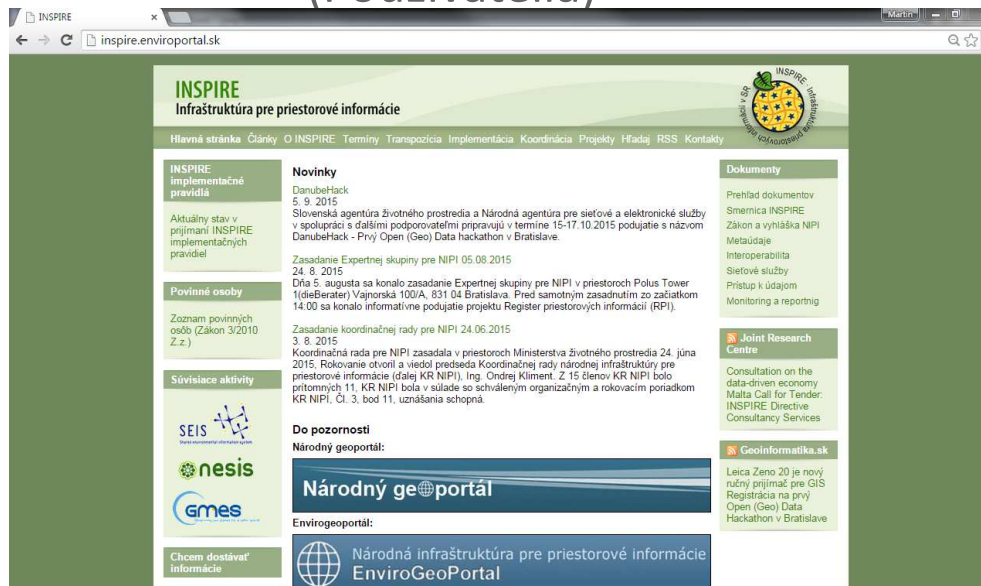 (Používatelia)
INSPIRE
Martin
inspire.enviroportal.sk
INSPIRE
Infraštruktúra pre priestorové informácie
INSPIRE · Infraštruktúra priestorových informácií v SR
Hlavná stránka Články O INSPIRE Termíny Transpozícia Implementácia Koordinácia Projekty Hľadaj RSS Kontakty
INSPIRE
implementačné
pravidlá
Aktuálny stav v
prijímaní INSPIRE
implementačných
pravidiel
Povinné osoby
Zoznam povinných
osôb (Zákon 3/2010
Z.z.)
Súvisiace aktivity
SEIS
Shared environmental information system
nesis
GMES
Chcem dostávať
informácie
Novinky
DanubeHack
5. 9. 2015
Slovenská agentúra životného prostredia a Národná agentúra pre sieťové a elektronické služby
v spolupráci s ďalšími podporovateľmi pripravujú v termíne 15-17.10.2015 podujatie s názvom
DanubeHack - Prvý Open (Geo) Data hackathon v Bratislave.
Zasadanie Expertnej skupiny pre NIPI 05.08.2015
24. 8. 2015
Dňa 5. augusta sa konalo zasadanie Expertnej skupiny pre NIPI v priestoroch Polus Tower
1(dieBerater) Vajnorská 100/A, 831 04 Bratislava. Pred samotným zasadnutím zo začiatkom
14:00 sa konalo informatívne podujatie projektu Register priestorových informácií (RPI).
Zasadanie koordinačnej rady pre NIPI 24.06.2015
3. 8. 2015
Koordinačná rada pre NIPI zasadala v priestoroch Ministerstva životného prostredia 24. júna
2015, Rokovanie otvoril a viedol predseda Koordinačnej rady národnej infraštruktúry pre
priestorové informácie (ďalej KR NIPI), Ing. Ondrej Kliment. Z 15 členov KR NIPI bolo
prítomných 11, KR NIPI bola v súlade so schváleným organizačným a rokovacím poriadkom
KR NIPI, Čl. 3, bod 11, uznášania schopná.
Do pozornosti
Národný geoportál:
Národný geoportál
Envirogeoportál:
Národná infraštruktúra pre priestorové informácie
EnviroGeoPortal
Dokumenty
Prehľad dokumentov
Smernica INSPIRE
Zákon a vyhláška NIPI
Metaúdaje
Interoperabilita
Sieťové služby
Prístup k údajom
Monitoring a reportnig
Joint Research
Centre
Consultation on the
data-driven economy
Malta Call for Tender:
INSPIRE Directive
Consultancy Services
Geoinformatika.sk
Leica Zeno 20 je nový
ručný prijímač pre GIS
Registrácia na prvý
Open (Geo) Data
Hackathon v Bratislave